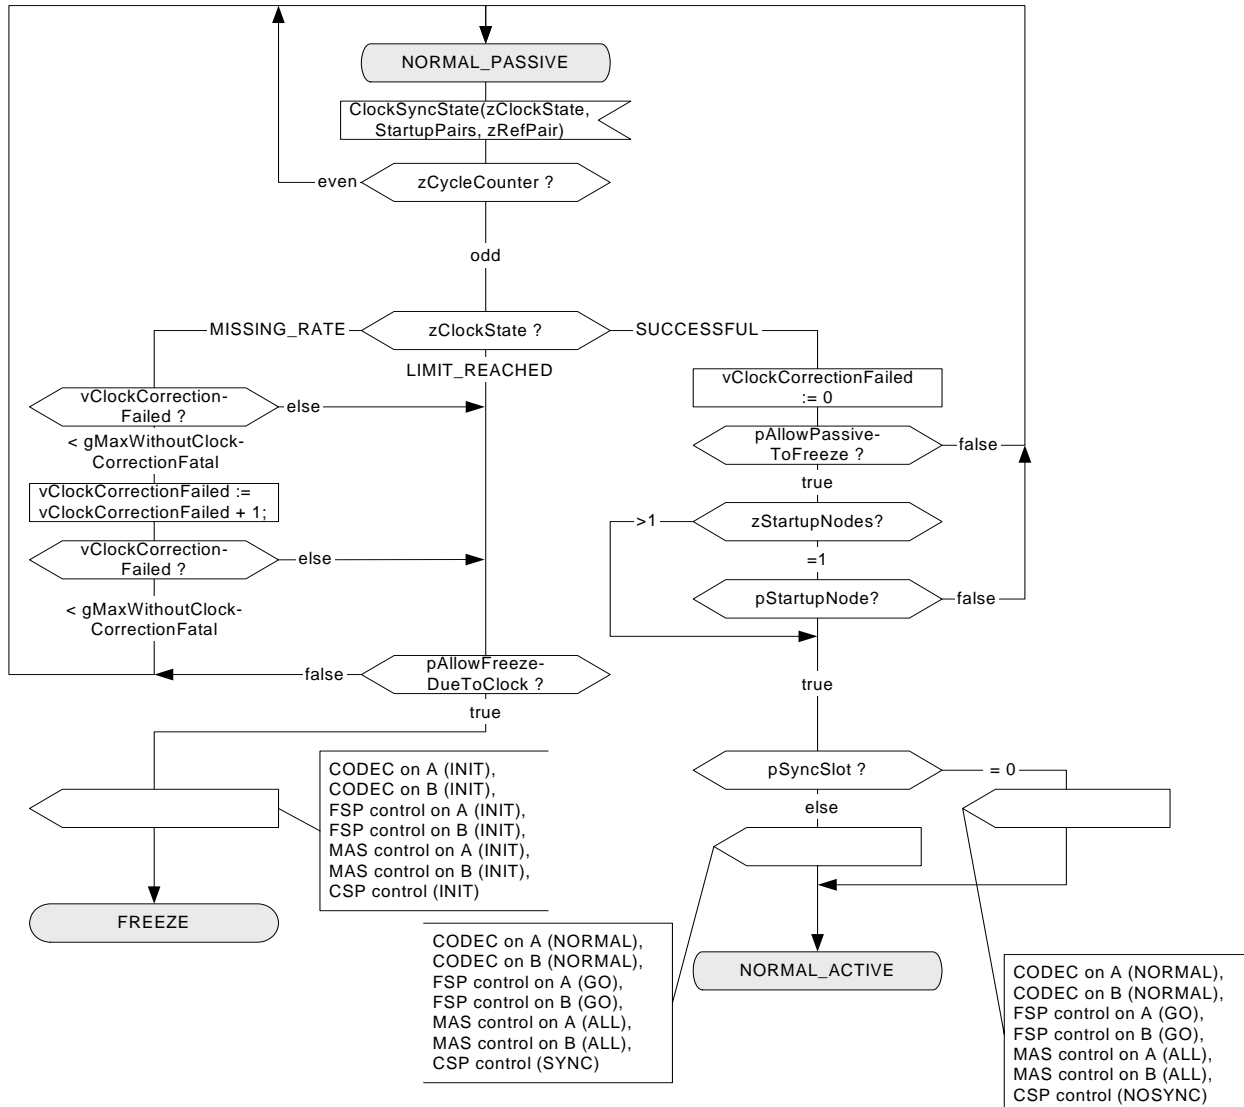 NORMAL_PASSIVE
ClockSyncState(zClockState,
StartupPairs, zRefPair)
even
zCycleCounter ?
odd
MISSING_RATE
zClockState ?
SUCCESSFUL
LIMIT_REACHED
vClockCorrection-
Failed ?
else
< gMaxWithoutClock-
CorrectionFatal
vClockCorrectionFailed :=
vClockCorrectionFailed + 1;
vClockCorrection-
Failed ?
else
< gMaxWithoutClock-
CorrectionFatal
vClockCorrectionFailed
:= 0
pAllowPassive-
ToFreeze ?
false
true
>1
zStartupNodes?
=1
pStartupNode?
false
false
pAllowFreeze-
DueToClock ?
true
true
pSyncSlot ?
= 0
else
CODEC on A (INIT),
CODEC on B (INIT),
FSP control on A (INIT),
FSP control on B (INIT),
MAS control on A (INIT),
MAS control on B (INIT),
CSP control (INIT)
FREEZE
CODEC on A (NORMAL),
CODEC on B (NORMAL),
FSP control on A (GO),
FSP control on B (GO),
MAS control on A (ALL),
MAS control on B (ALL),
CSP control (SYNC)
NORMAL_ACTIVE
CODEC on A (NORMAL),
CODEC on B (NORMAL),
FSP control on A (GO),
FSP control on B (GO),
MAS control on A (ALL),
MAS control on B (ALL),
CSP control (NOSYNC)